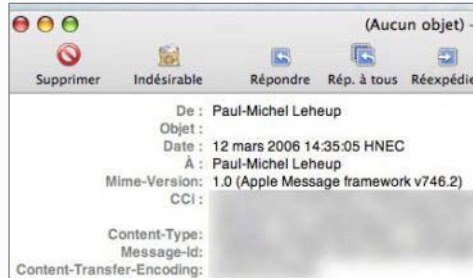 (Aucun objet) -
Supprimer Indésirable Répondre Rép. à tous Réexpédie
De : Paul-Michel Leheup
Objet :
Date : 12 mars 2006 14:35:05 HNEC
À : Paul-Michel Leheup
Mime-Version: 1.0 (Apple Message framework v746.2)
CCi :
Content-Type:
Message-Id:
Content-Transfer-Encoding: